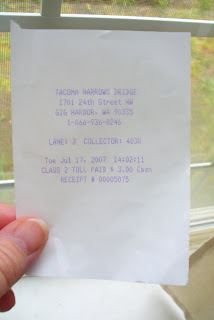 TACOMA NARROWS BRIDGE
1701 24th Street NW
GIG HARBOR, WA 98335
1-866-936-8246
LANE: 3 COLLECTOR: 4030
Tue Jul 17, 2007 14:02:11
CLASS 2 TOLL PAID $ 3.00 Cash
RECEIPT # 00005075